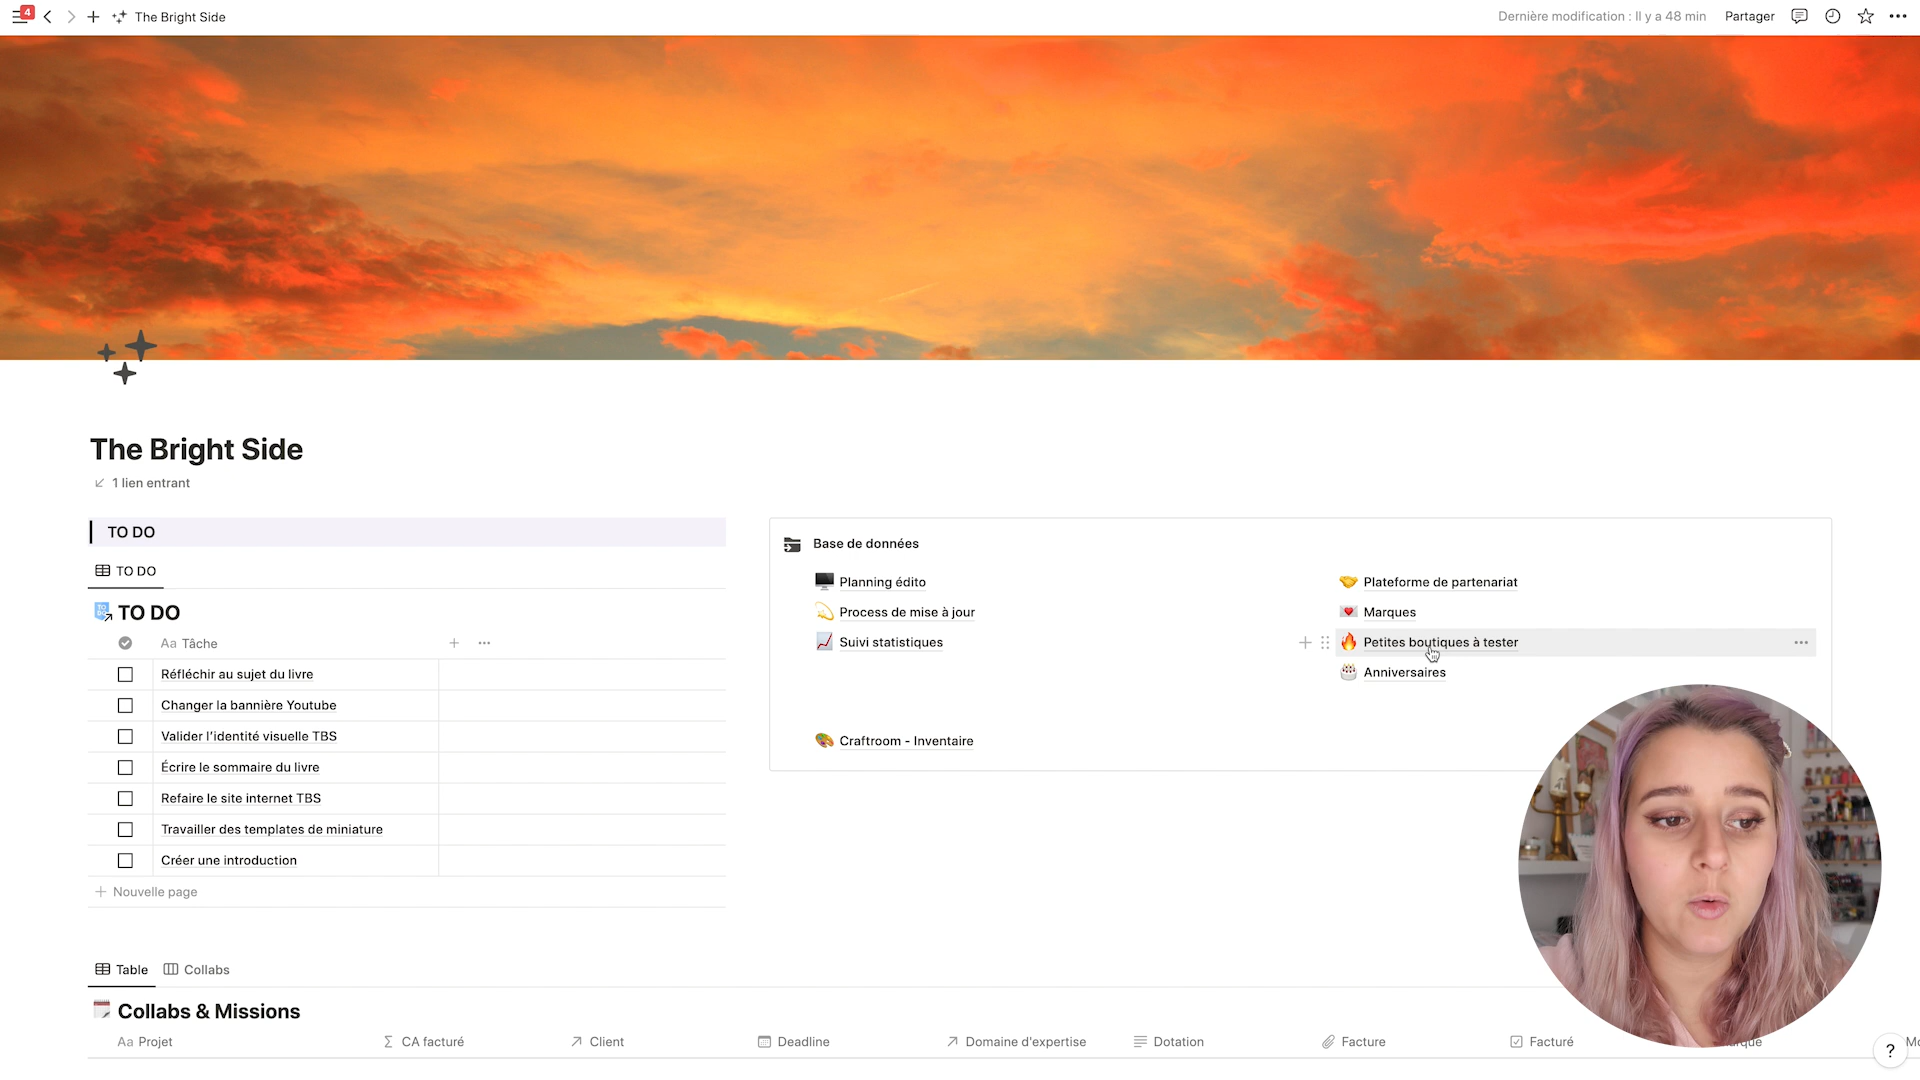 4
The Bright Side
Dernière modification : Il y a 48 min
Partager
The Bright Side
1 lien entrant
TO DO
TO DO
TO DO
Aa Tâche
Réfléchir au sujet du livre
Changer la bannière Youtube
Valider l'identité visuelle TBS
Écrire le sommaire du livre
Refaire le site internet TBS
Travailler des templates de miniature
Créer une introduction
Nouvelle page
Base de données
Planning édito
Process de mise à jour
Suivi statistiques
Craftroom - Inventaire
Plateforme de partenariat
Marques
Petites boutiques à tester
Anniversaires
Table
Collabs
Collabs & Missions
Aa Projet
CA facturé
Client
Deadline
Domaine d'expertise
Dotation
Facture
Facturé
?